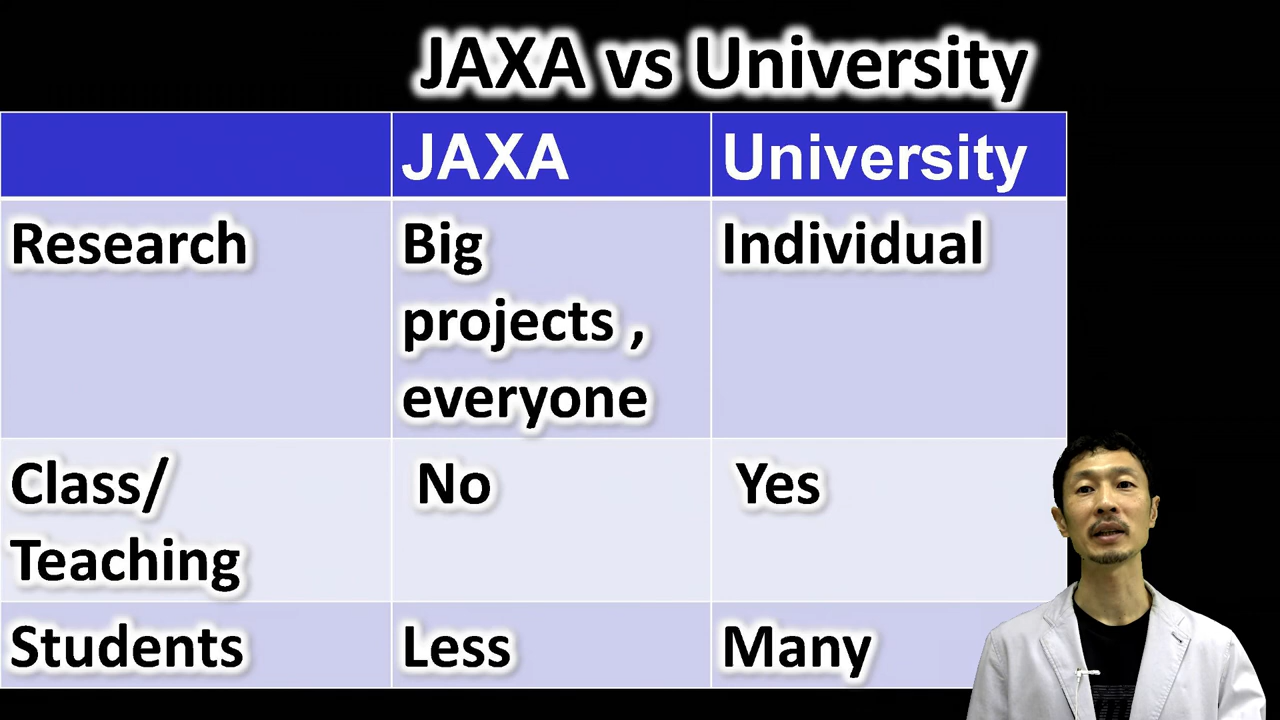 JAXA vs University
JAXA University
Research Big Individual
projects ,
everyone
Class/ No Yes
Teaching
Students Less Many